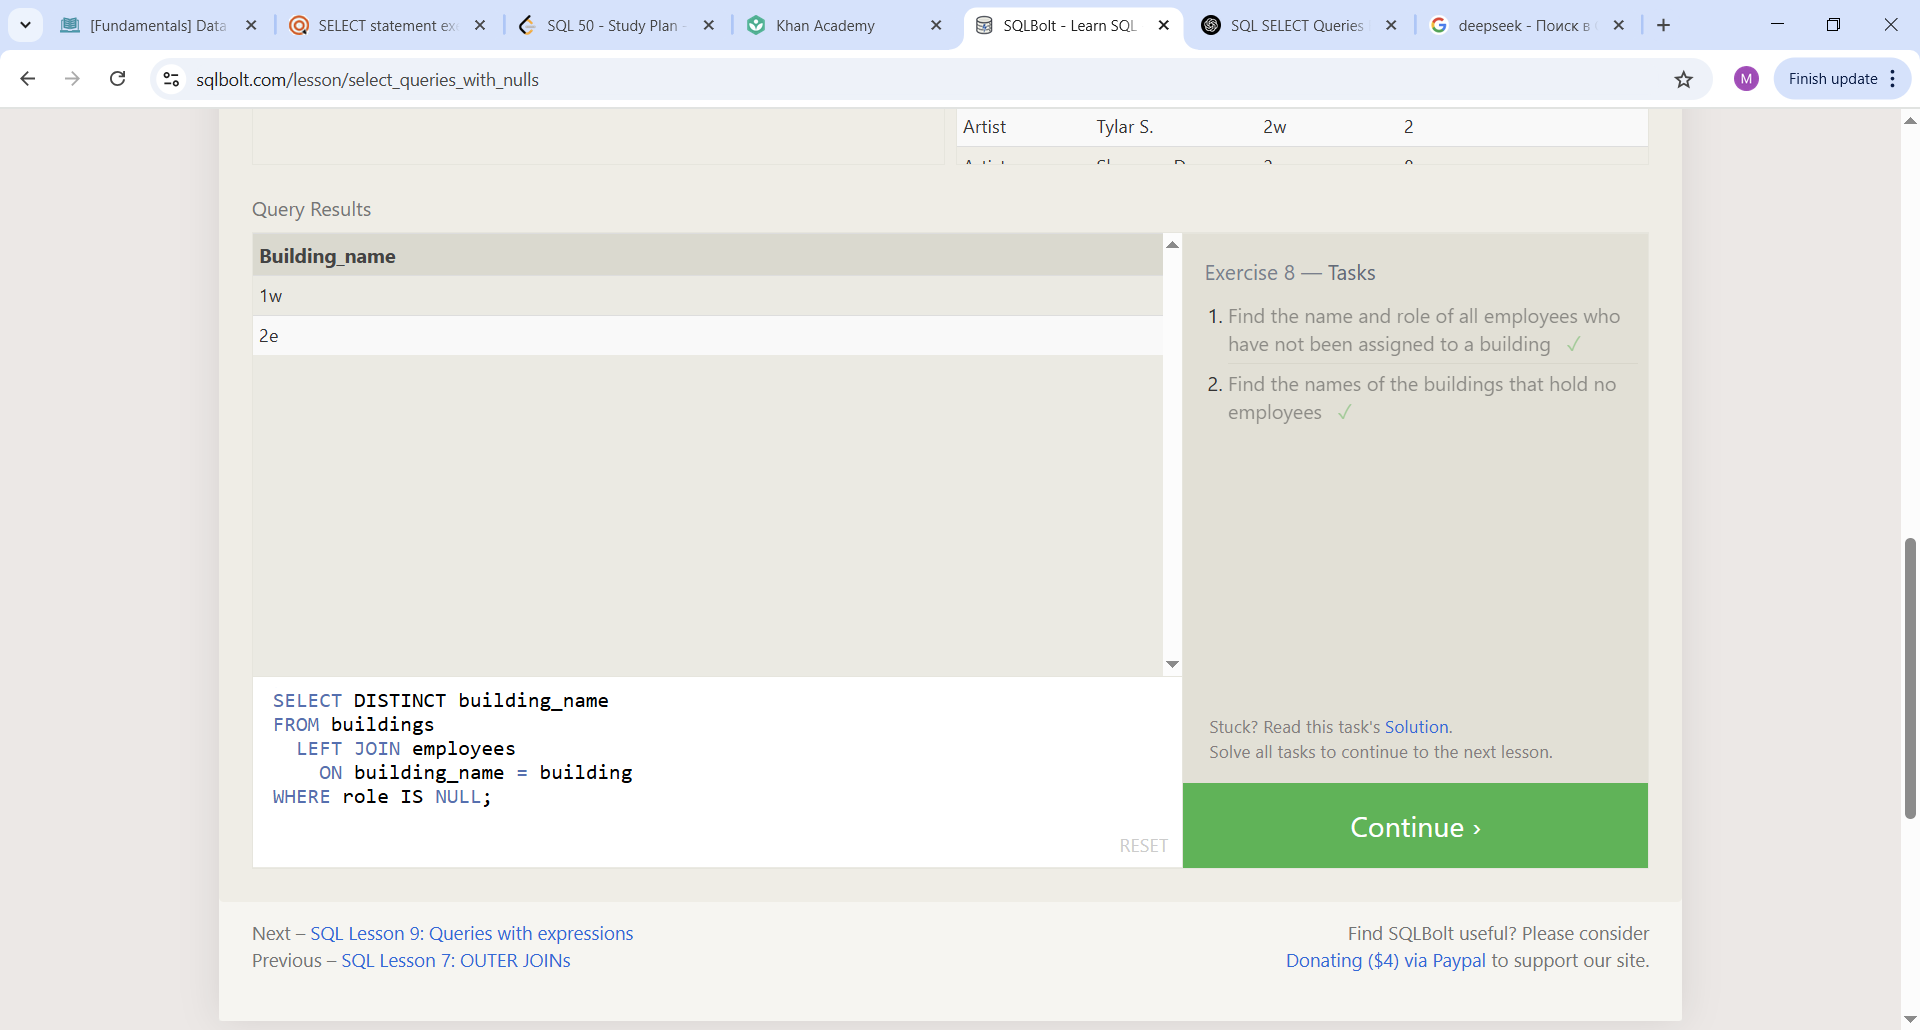 [Fundamentals] Data
SELECT statement exe
SQL 50 - Study Plan -
Khan Academy
SQLBolt - Learn SQL
SQL SELECT Queries
deepseek - Поиск в
sqlbolt.com/lesson/select_queries_with_nulls
M
Finish update
Artist Tylar S. 2w 2
Query Results
Building_name
1w
2e
Exercise 8 — Tasks
1. Find the name and role of all employees who
have not been assigned to a building ✓
2. Find the names of the buildings that hold no
employees ✓
SELECT DISTINCT building_name
FROM buildings
LEFT JOIN employees
ON building_name = building
WHERE role IS NULL;
RESET
Stuck? Read this task's Solution.
Solve all tasks to continue to the next lesson.
Continue ›
Next – SQL Lesson 9: Queries with expressions
Previous – SQL Lesson 7: OUTER JOINs
Find SQLBolt useful? Please consider
Donating ($4) via Paypal to support our site.